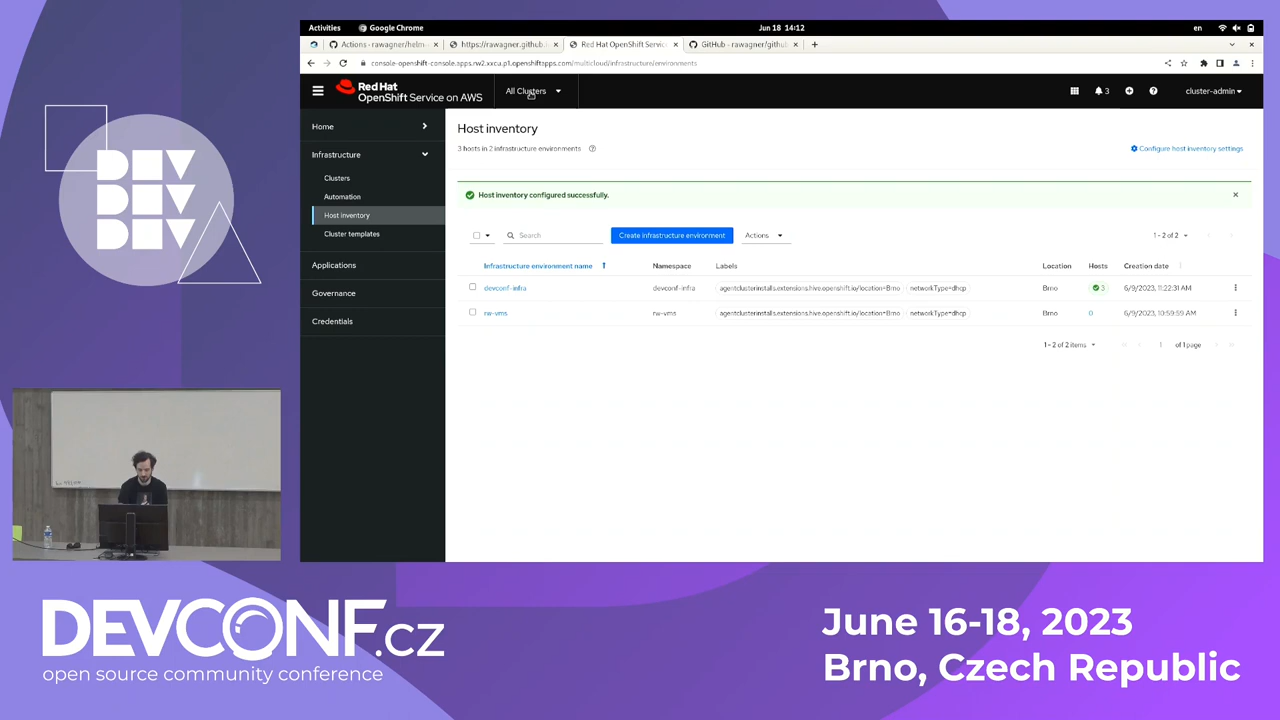 Activities
Google Chrome
Jun 18 14:12
en
Actions - rawagner/helm
https://rawagner.github.
Red Hat OpenShift Servic
GitHub - rawagner/github
console-openshift-console.apps.rw2.xxcu.p1.openshiftapps.com/multicloud/infrastructure/environments
Red Hat
OpenShift Service on AWS
All Clusters
3
cluster-admin
Home
Infrastructure
Clusters
Automation
Host inventory
Cluster templates
Applications
Governance
Credentials
Host inventory
3 hosts in 2 infrastructure environments
Configure host inventory settings
Host inventory configured successfully.
Search
Create infrastructure environment
Actions
1 - 2 of 2
Infrastructure environment name
Namespace
Labels
Location
Hosts
Creation date
devconf-infra
devconf-infra
agentclusterinstalls.extensions.hive.openshift.io/location=Brno
networkType=dhcp
Brno
3
6/9/2023, 11:22:31 AM
rw-vms
rw-vms
agentclusterinstalls.extensions.hive.openshift.io/location=Brno
networkType=dhcp
Brno
0
6/9/2023, 10:59:59 AM
1 - 2 of 2 items
1
of 1 page
DEV
DEV
DEV
DEVCONF.cz
open source community conference
June 16-18, 2023
Brno, Czech Republic